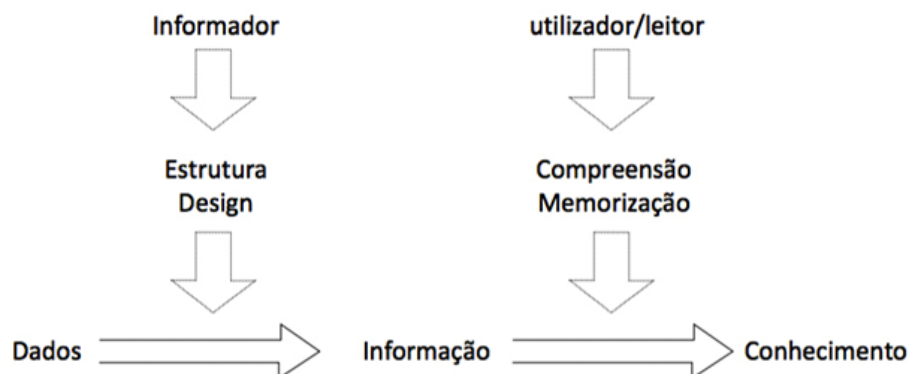 Informador
utilizador/leitor
Estrutura
Design
Compreensão
Memorização
Dados
Informação
Conhecimento